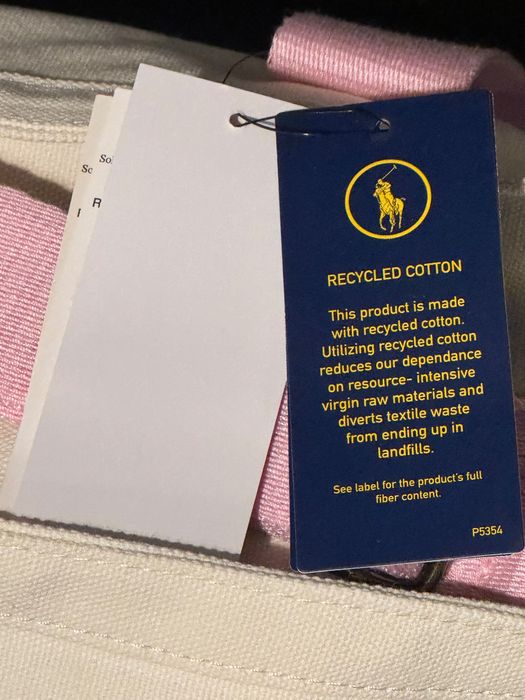 RECYCLED COTTON
This product is made
with recycled cotton.
Utilizing recycled cotton
reduces our dependance
on resource- intensive
virgin raw materials and
diverts textile waste
from ending up in
landfills.
See label for the product's full
fiber content.
P5354